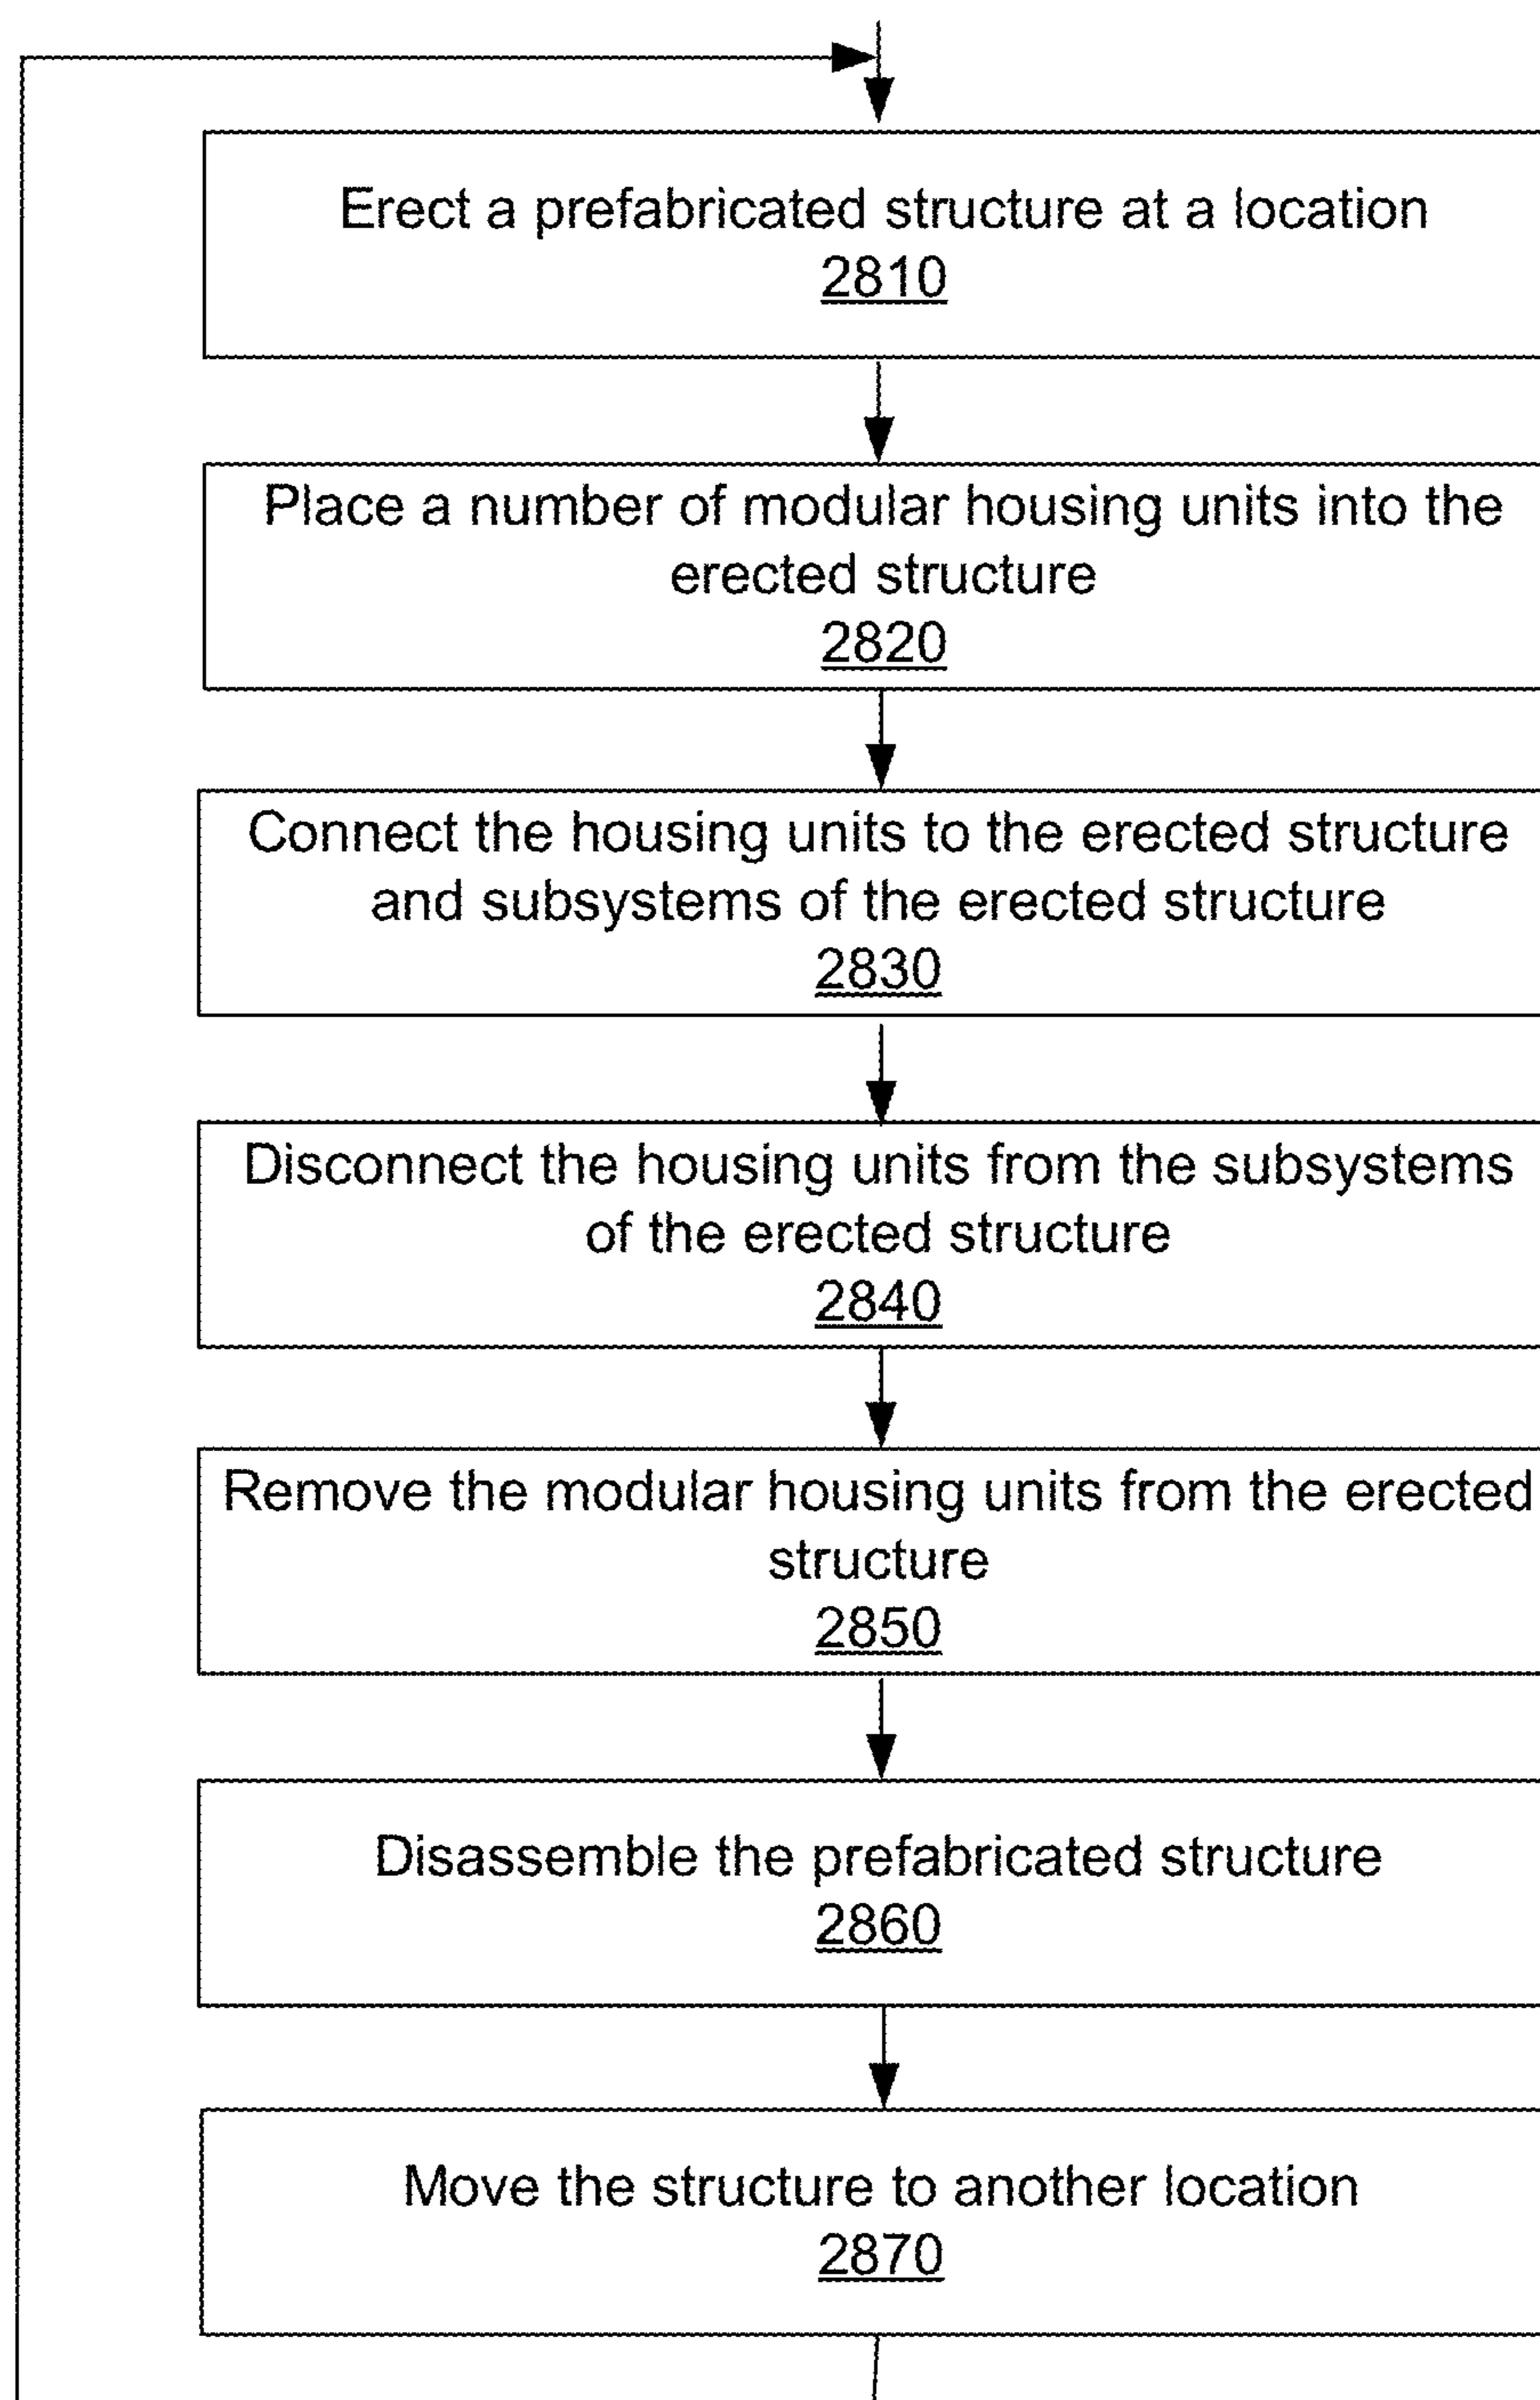 Erect a prefabricated structure at a location
2810
Place a number of modular housing units into the
erected structure
2820
Connect the housing units to the erected structure
and subsystems of the erected structure
2830
Disconnect the housing units from the subsystems
of the erected structure
2840
Remove the modular housing units from the erected
structure
2850
Disassemble the prefabricated structure
2860
Move the structure to another location
2870